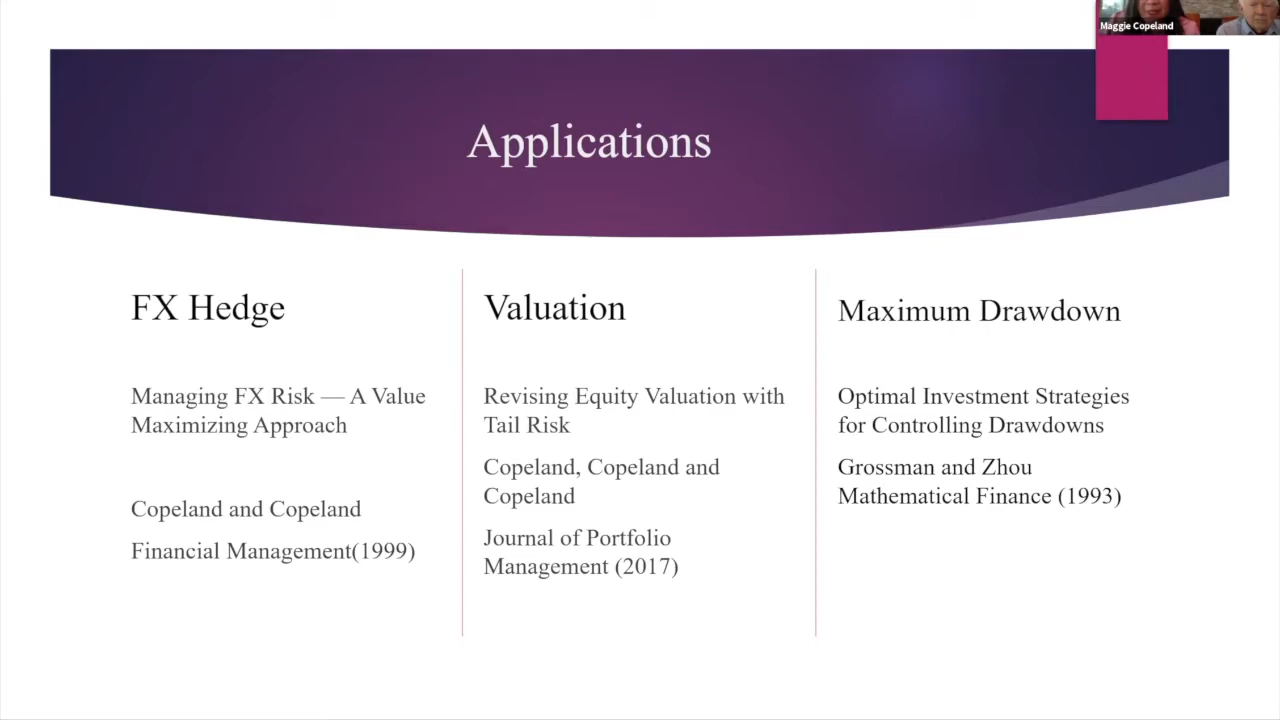 Maggie Copeland
Applications
FX Hedge
Managing FX Risk — A Value
Maximizing Approach
Copeland and Copeland
Financial Management(1999)
Valuation
Revising Equity Valuation with
Tail Risk
Copeland, Copeland and
Copeland
Journal of Portfolio
Management (2017)
Maximum Drawdown
Optimal Investment Strategies
for Controlling Drawdowns
Grossman and Zhou
Mathematical Finance (1993)